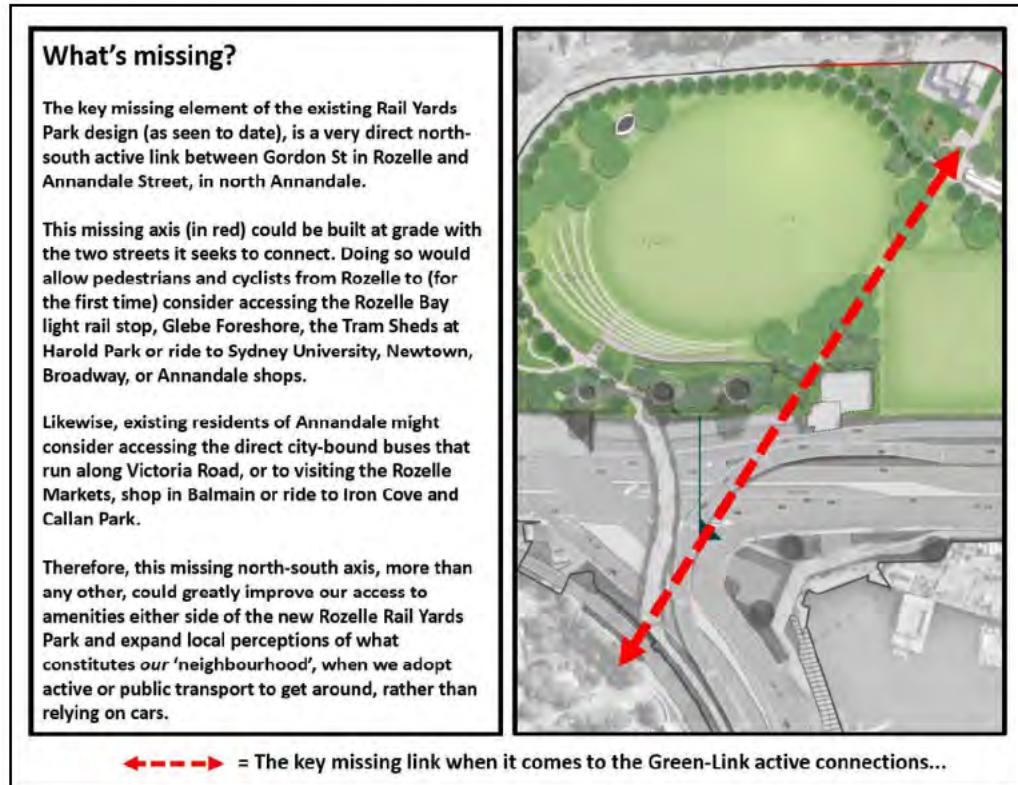 What's missing?
The key missing element of the existing Rail Yards
Park design (as seen to date), is a very direct north-
south active link between Gordon St in Rozelle and
Annandale Street, in north Annandale.
This missing axis (in red) could be built at grade with
the two streets it seeks to connect. Doing so would
allow pedestrians and cyclists from Rozelle to (for
the first time) consider accessing the Rozelle Bay
light rail stop, Glebe Foreshore, the Tram Sheds at
Harold Park or ride to Sydney University, Newtown,
Broadway, or Annandale shops.
Likewise, existing residents of Annandale might
consider accessing the direct city-bound buses that
run along Victoria Road, or to visiting the Rozelle
Markets, shop in Balmain or ride to Iron Cove and
Callan Park.
Therefore, this missing north-south axis, more than
any other, could greatly improve our access to
amenities either side of the new Rozelle Rail Yards
Park and expand local perceptions of what
constitutes our 'neighbourhood', when we adopt
active or public transport to get around, rather than
relying on cars.
= The key missing link when it comes to the Green-Link active connections...